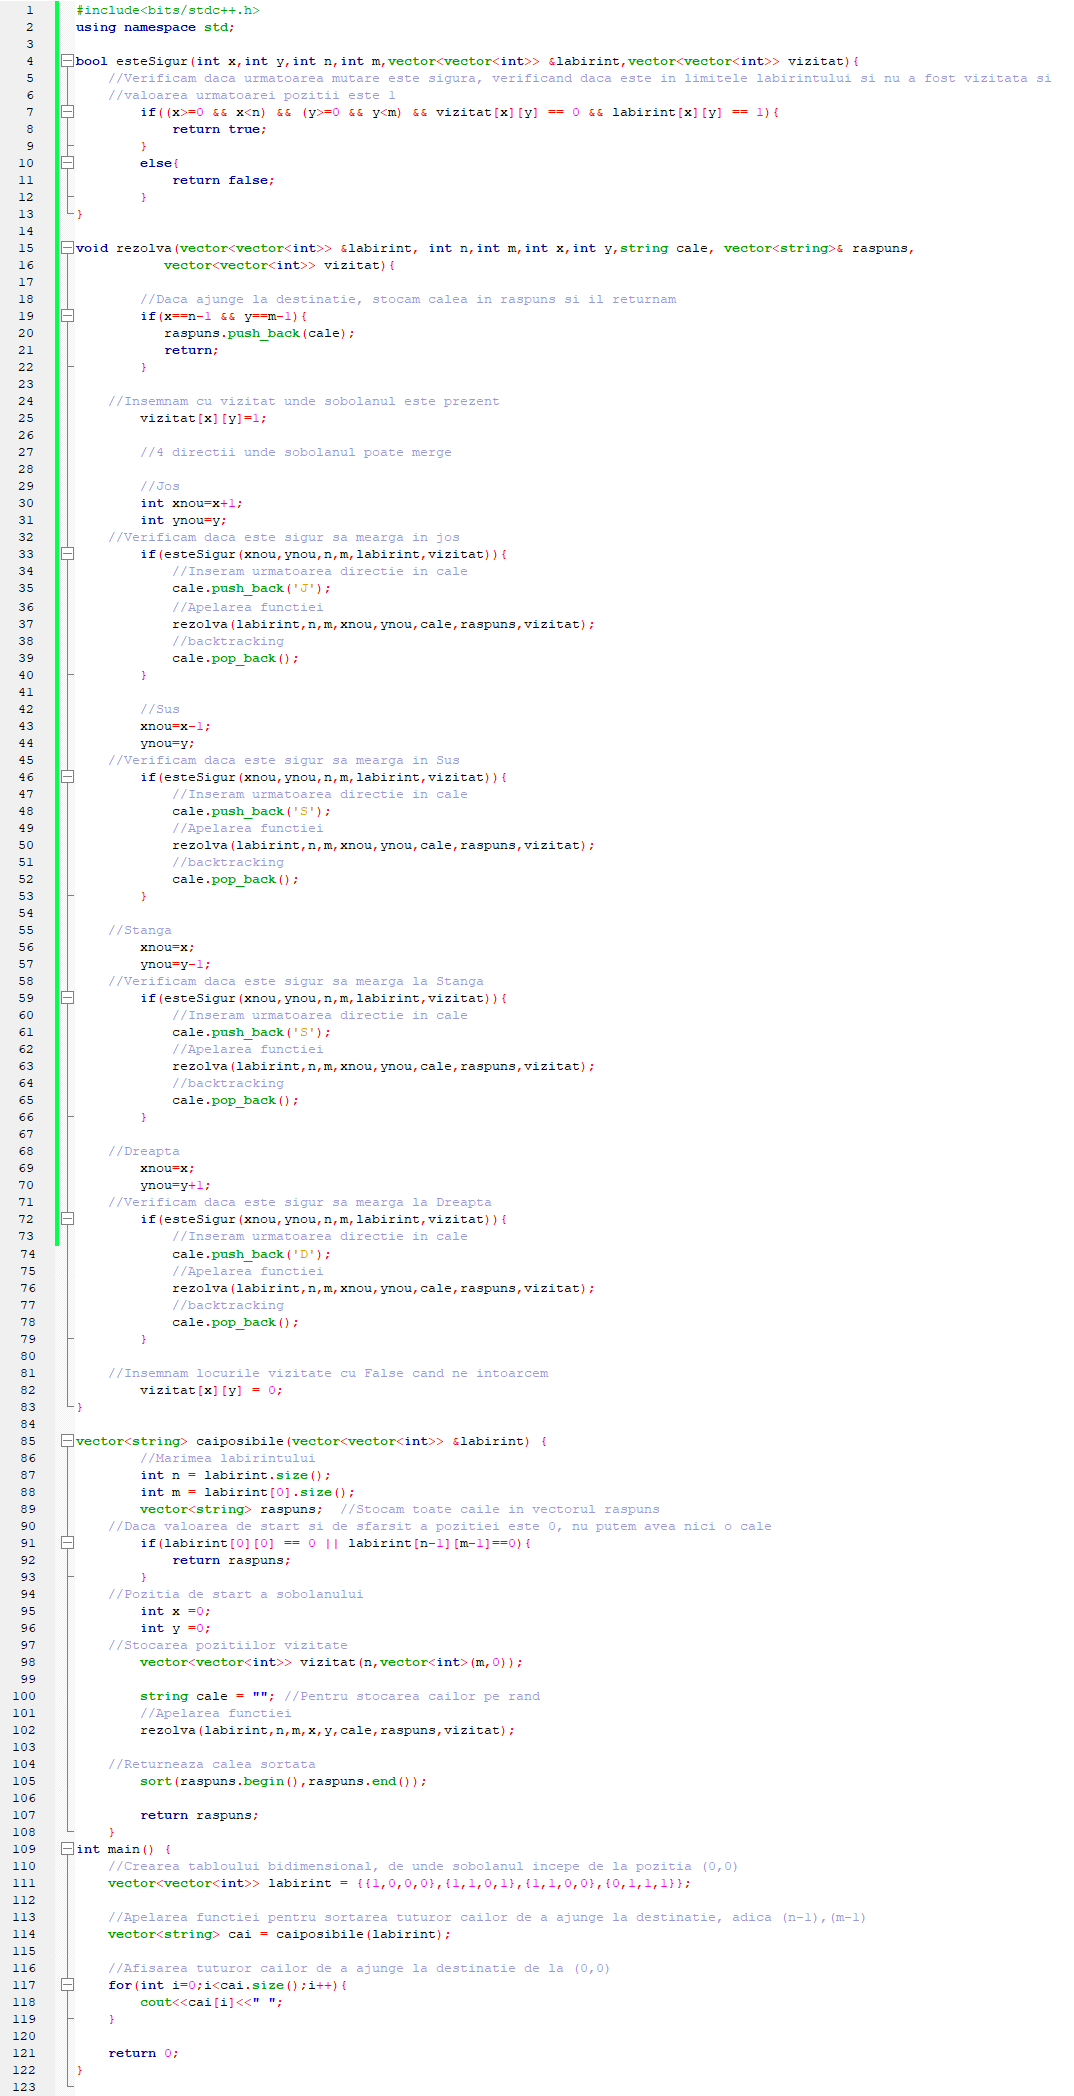 1 #include<bits/stdc++.h>
2 using namespace std;
3
4 bool esteSigur(int x,int y,int n,int m,vector<vector<int>> &labirint,vector<vector<int>> vizitat){
5 //Verificam daca urmatoarea mutare este sigura, verificand daca este in limitele labirintului si nu a fost vizitata si
6 //valoarea urmatoarei pozitii este 1
7 if((x>=0 && x<n) && (y>=0 && y<m) && vizitat[x][y] == 0 && labirint[x][y] == 1){
8 return true;
9 }
10 else{
11 return false;
12 }
13 }
14
15 void rezolva(vector<vector<int>> &labirint, int n,int m,int x,int y,string cale, vector<string>& raspuns,
16 vector<vector<int>> vizitat){
17
18 //Daca ajunge la destinatie, stocam calea in raspuns si il returnam
19 if(x==n-1 && y==m-1){
20 raspuns.push_back(cale);
21 return;
22 }
23
24 //Insemnam cu vizitat unde sobolanul este prezent
25 vizitat[x][y]=1;
26
27 //4 directii unde sobolanul poate merge
28
29 //Jos
30 int xnou=x+1;
31 int ynou=y;
32 //Verificam daca este sigur sa mearga in jos
33 if(esteSigur(xnou,ynou,n,m,labirint,vizitat)){
34 //Inseram urmatoarea directie in cale
35 cale.push_back('J');
36 //Apelarea functiei
37 rezolva(labirint,n,m,xnou,ynou,cale,raspuns,vizitat);
38 //backtracking
39 cale.pop_back();
40 }
41
42 //Sus
43 xnou=x-1;
44 ynou=y;
45 //Verificam daca este sigur sa mearga in Sus
46 if(esteSigur(xnou,ynou,n,m,labirint,vizitat)){
47 //Inseram urmatoarea directie in cale
48 cale.push_back('S');
49 //Apelarea functiei
50 rezolva(labirint,n,m,xnou,ynou,cale,raspuns,vizitat);
51 //backtracking
52 cale.pop_back();
53 }
54
55 //Stanga
56 xnou=x;
57 ynou=y-1;
58 //Verificam daca este sigur sa mearga la Stanga
59 if(esteSigur(xnou,ynou,n,m,labirint,vizitat)){
60 //Inseram urmatoarea directie in cale
61 cale.push_back('S');
62 //Apelarea functiei
63 rezolva(labirint,n,m,xnou,ynou,cale,raspuns,vizitat);
64 //backtracking
65 cale.pop_back();
66 }
67
68 //Dreapta
69 xnou=x;
70 ynou=y+1;
71 //Verificam daca este sigur sa mearga la Dreapta
72 if(esteSigur(xnou,ynou,n,m,labirint,vizitat)){
73 //Inseram urmatoarea directie in cale
74 cale.push_back('D');
75 //Apelarea functiei
76 rezolva(labirint,n,m,xnou,ynou,cale,raspuns,vizitat);
77 //backtracking
78 cale.pop_back();
79 }
80
81 //Insemnam locurile vizitate cu False cand ne intoarcem
82 vizitat[x][y] = 0;
83 }
84
85 vector<string> caiposibile(vector<vector<int>> &labirint) {
86 //Marimea labirintului
87 int n = labirint.size();
88 int m = labirint[0].size();
89 vector<string> raspuns; //Stocam toate caile in vectorul raspuns
90 //Daca valoarea de start si de sfarsit a pozitiei este 0, nu putem avea nici o cale
91 if(labirint[0][0] == 0 || labirint[n-1][m-1]==0){
92 return raspuns;
93 }
94 //Pozitia de start a sobolanului
95 int x =0;
96 int y =0;
97 //Stocarea pozitiilor vizitate
98 vector<vector<int>> vizitat(n,vector<int>(m,0));
99
100 string cale = ""; //Pentru stocarea cailor pe rand
101 //Apelarea functiei
102 rezolva(labirint,n,m,x,y,cale,raspuns,vizitat);
103
104 //Returneaza calea sortata
105 sort(raspuns.begin(),raspuns.end());
106
107 return raspuns;
108 }
109 int main() {
110 //Crearea tabloului bidimensional, de unde sobolanul incepe de la pozitia (0,0)
111 vector<vector<int>> labirint = {{1,0,0,0},{1,1,0,1},{1,1,0,0},{0,1,1,1}};
112
113 //Apelarea functiei pentru sortarea tuturor cailor de a ajunge la destinatie, adica (n-1),(m-1)
114 vector<string> cai = caiposibile(labirint);
115
116 //Afisarea tuturor cailor de a ajunge la destinatie de la (0,0)
117 for(int i=0;i<cai.size();i++){
118 cout<<cai[i]<<" ";
119 }
120
121 return 0;
122 }
123